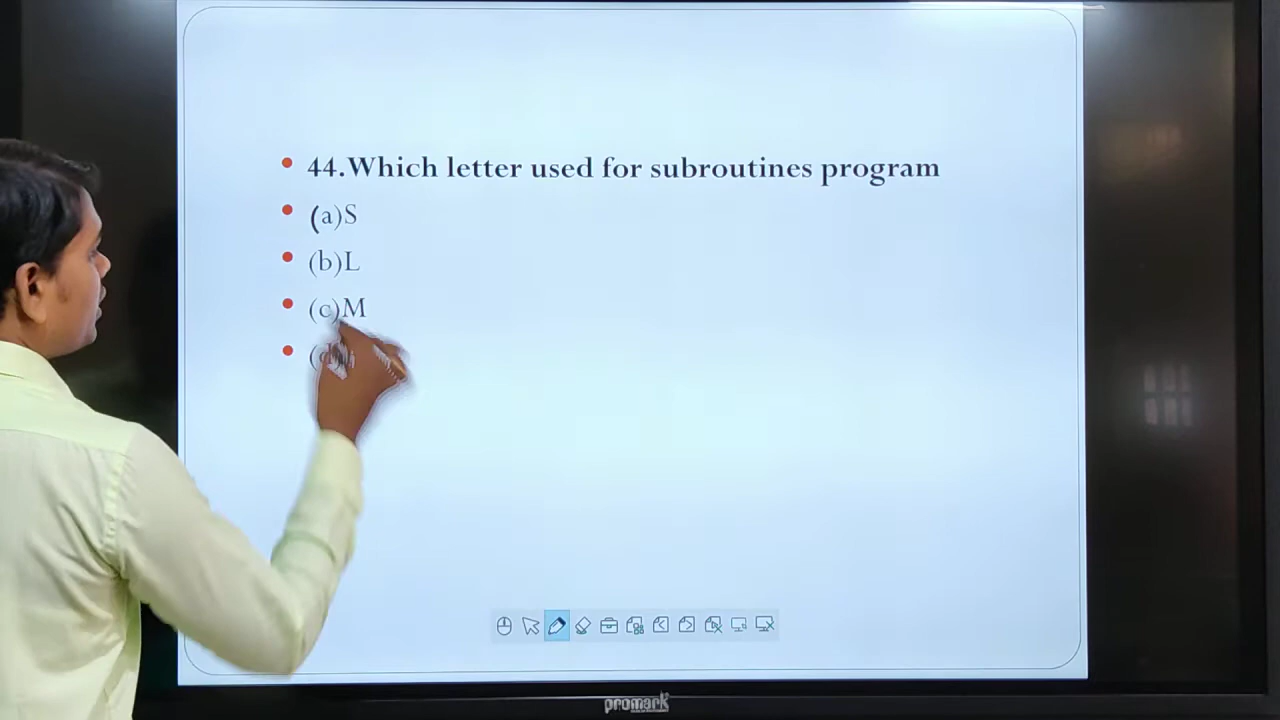 44.Which letter used for subroutines program
(a)S
(b)L
(c)M
promark